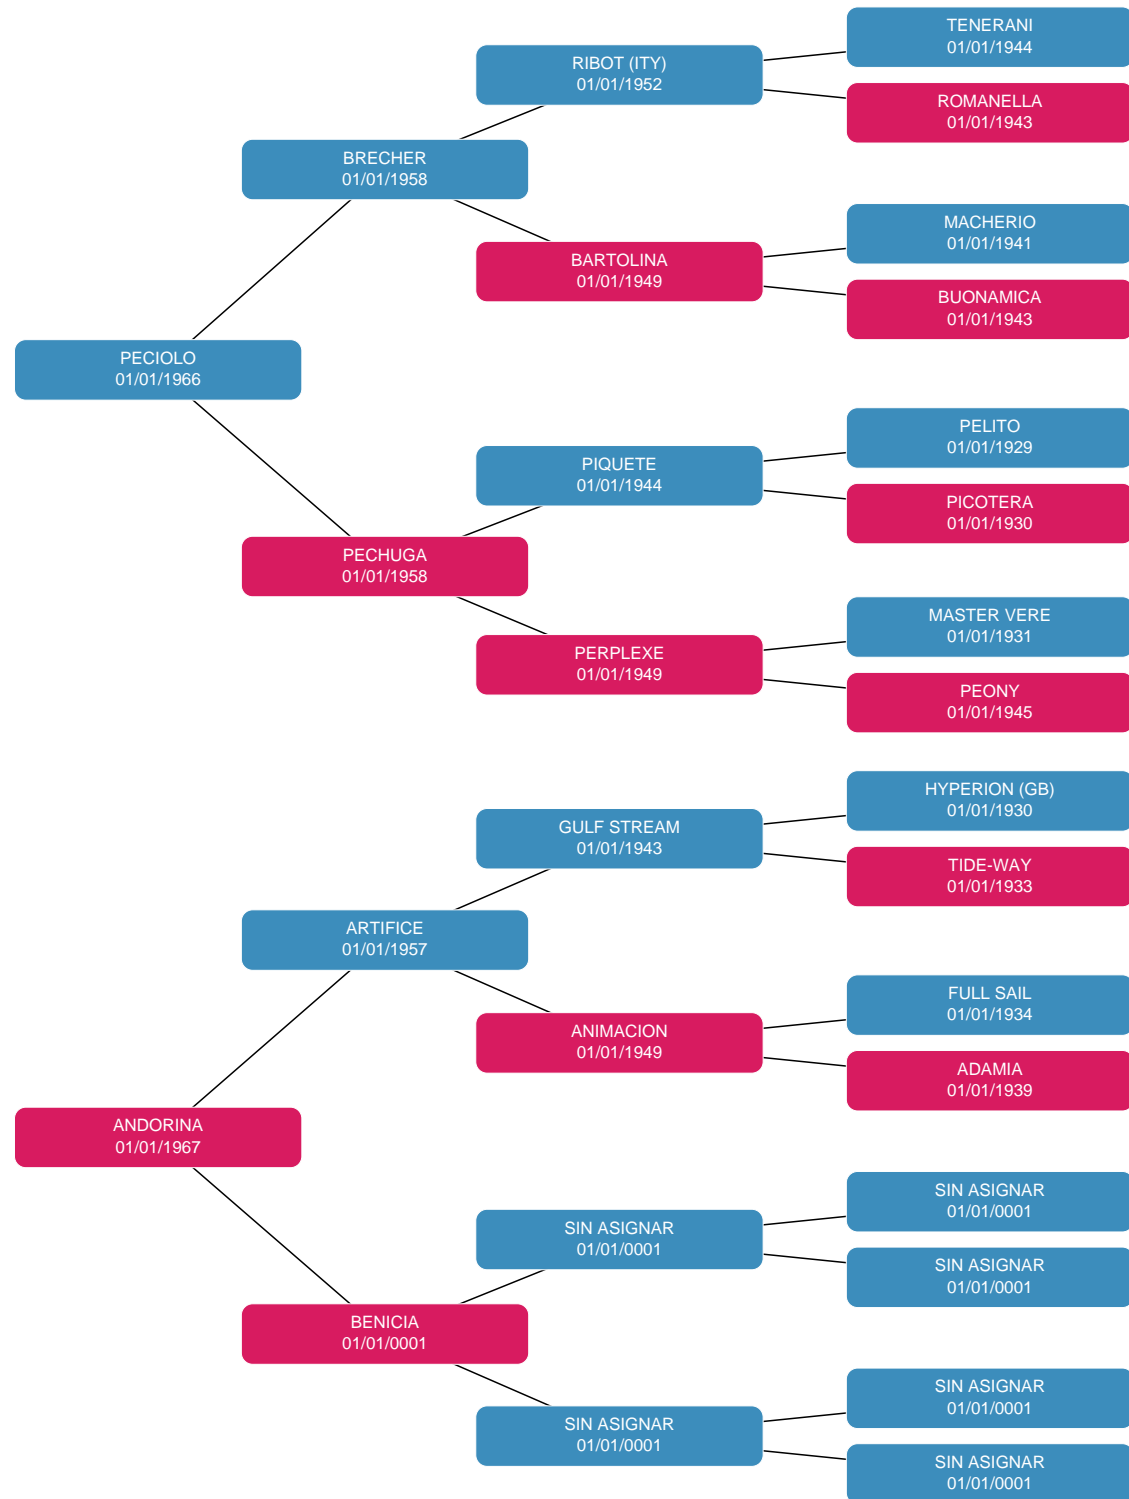 TENERANI
01/01/1944
RIBOT (ITY)
01/01/1952
ROMANELLA
01/01/1943
BRECHER
01/01/1958
MACHERIO
01/01/1941
BARTOLINA
01/01/1949
BUONAMICA
01/01/1943
PECIOLO
01/01/1966
PELITO
01/01/1929
PIQUETE
01/01/1944
PICOTERA
01/01/1930
PECHUGA
01/01/1958
MASTER VERE
01/01/1931
PERPLEXE
01/01/1949
PEONY
01/01/1945
HYPERION (GB)
01/01/1930
GULF STREAM
01/01/1943
TIDE-WAY
01/01/1933
ARTIFICE
01/01/1957
FULL SAIL
01/01/1934
ANIMACION
01/01/1949
ADAMIA
01/01/1939
ANDORINA
01/01/1967
SIN ASIGNAR
01/01/0001
SIN ASIGNAR
01/01/0001
SIN ASIGNAR
01/01/0001
BENICIA
01/01/0001
SIN ASIGNAR
01/01/0001
SIN ASIGNAR
01/01/0001
SIN ASIGNAR
01/01/0001